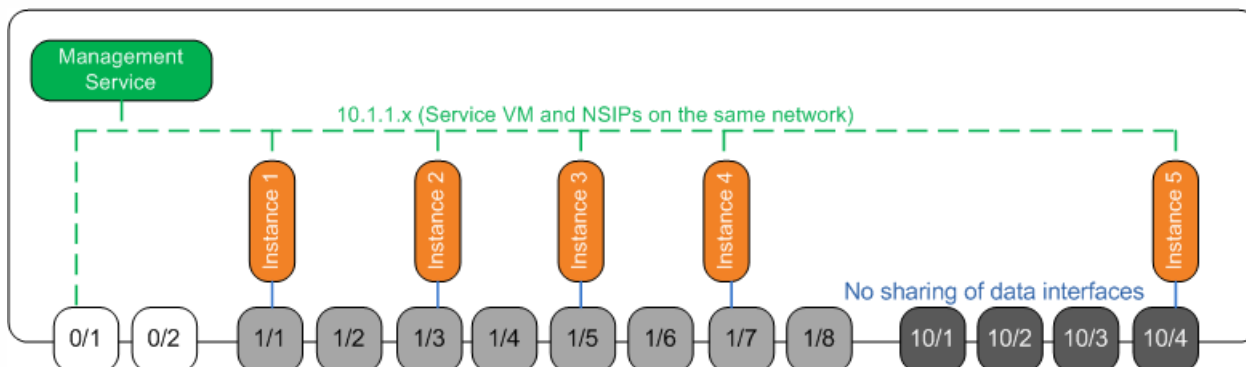 Management
Service
10.1.1.x (Service VM and NSIPs on the same network)
Instance 1
Instance 2
Instance 3
Instance 4
Instance 5
No sharing of data interfaces
0/1
0/2
1/1
1/2
1/3
1/4
1/5
1/6
1/7
1/8
10/1
10/2
10/3
10/4